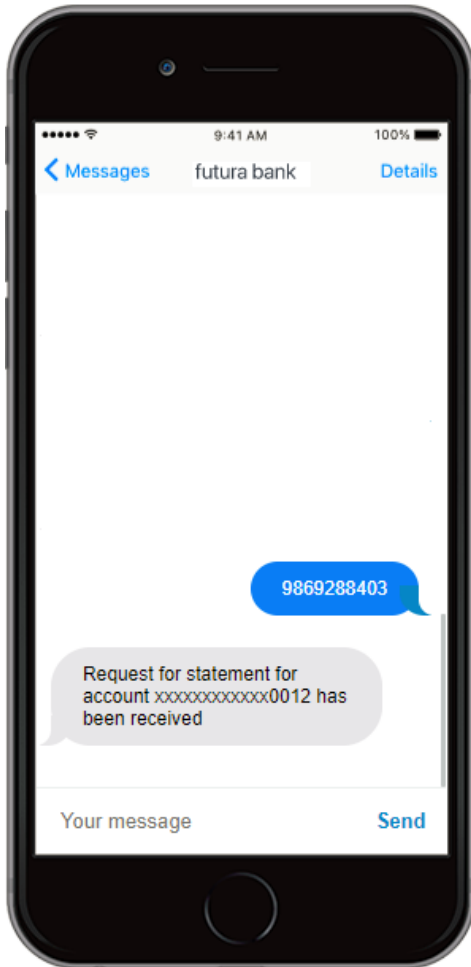 9:41 AM
100%
Messages
futura bank
Details
9869288403
Request for statement for
account xxxxxxxxxxxx0012 has
been received
Your message
Send